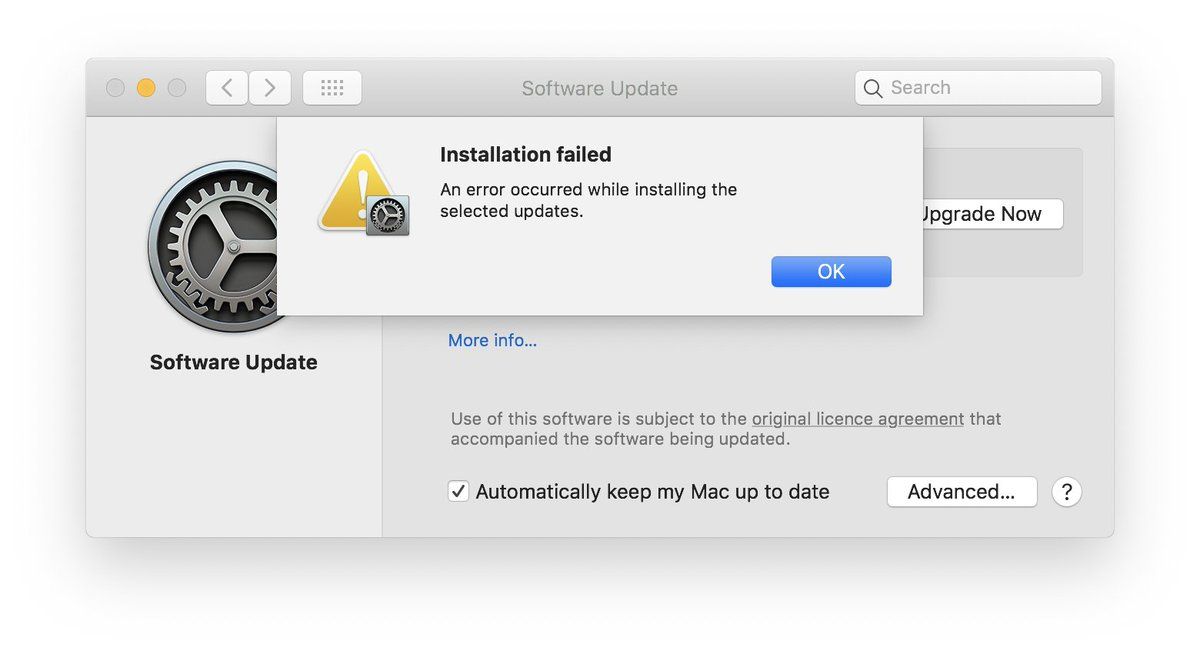 Software Update
Search
Installation failed
An error occurred while installing the
selected updates.
Upgrade Now
OK
More info...
Software Update
Use of this software is subject to the original licence agreement that
accompanied the software being updated.
Automatically keep my Mac up to date
Advanced...
?